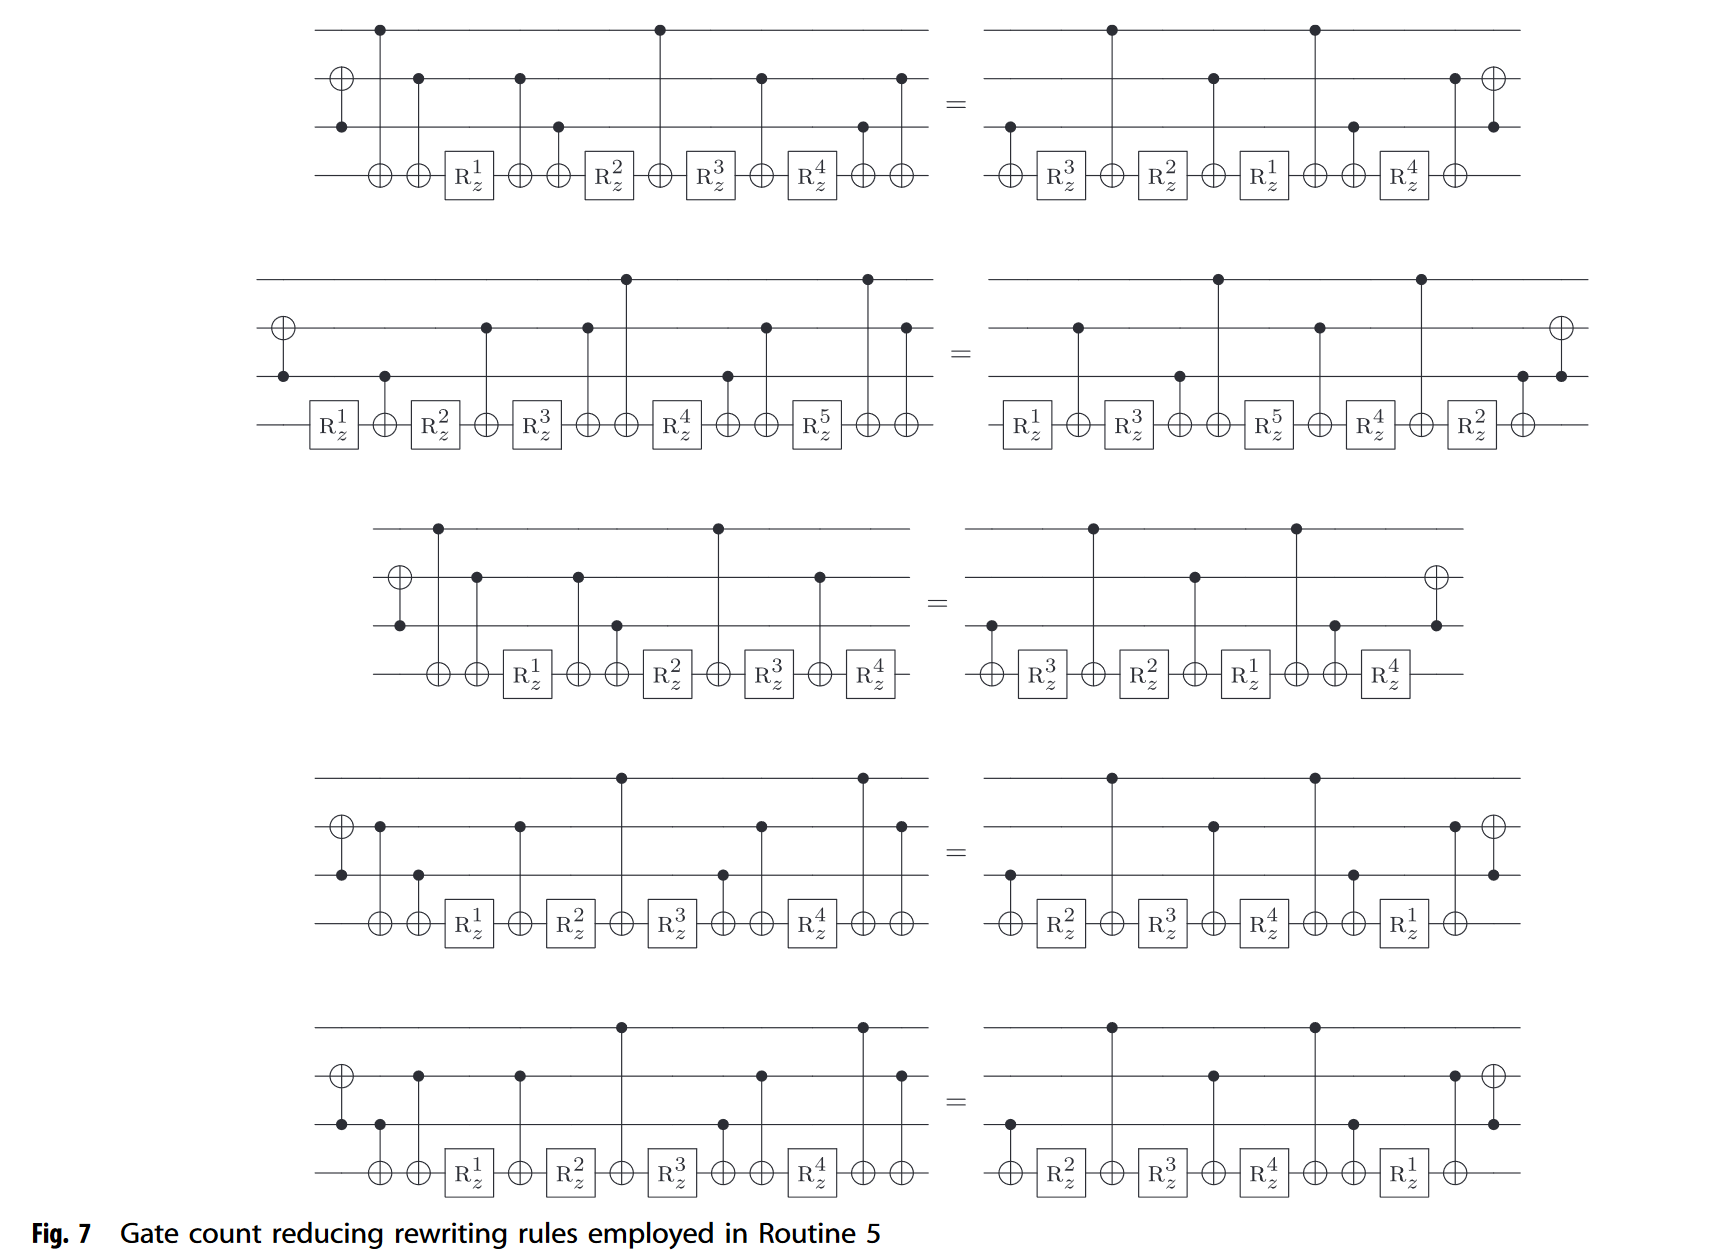 =
R_z^1 R_z^2 R_z^3 R_z^4 R_z^3 R_z^2 R_z^1 R_z^4
=
R_z^1 R_z^2 R_z^3 R_z^4 R_z^5 R_z^1 R_z^3 R_z^5 R_z^4 R_z^2
=
R_z^1 R_z^2 R_z^3 R_z^4 R_z^3 R_z^2 R_z^1 R_z^4
=
R_z^1 R_z^2 R_z^3 R_z^4 R_z^2 R_z^3 R_z^4 R_z^1
=
R_z^1 R_z^2 R_z^3 R_z^4 R_z^2 R_z^3 R_z^4 R_z^1
Fig. 7 Gate count reducing rewriting rules employed in Routine 5